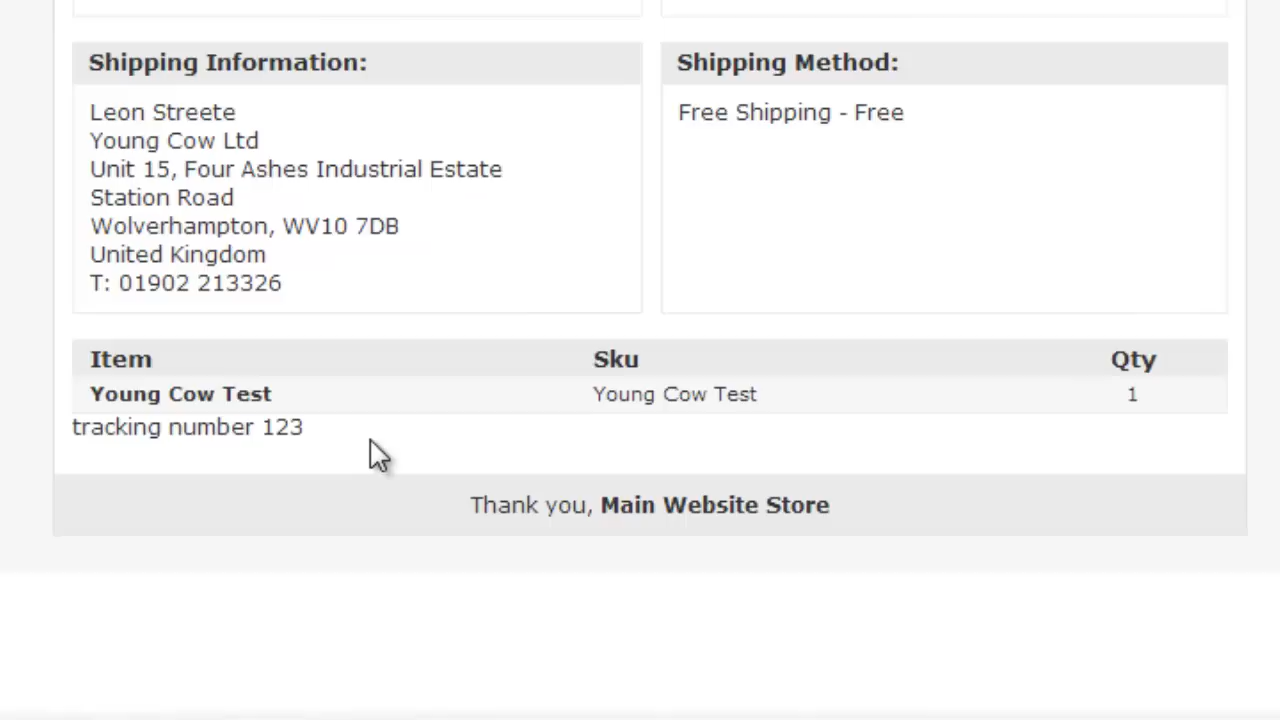 Shipping Information:
Shipping Method:
Leon Streete
Young Cow Ltd
Unit 15, Four Ashes Industrial Estate
Station Road
Wolverhampton, WV10 7DB
United Kingdom
T: 01902 213326
Free Shipping - Free
Item Sku Qty
Young Cow Test Young Cow Test 1
tracking number 123
Thank you, Main Website Store